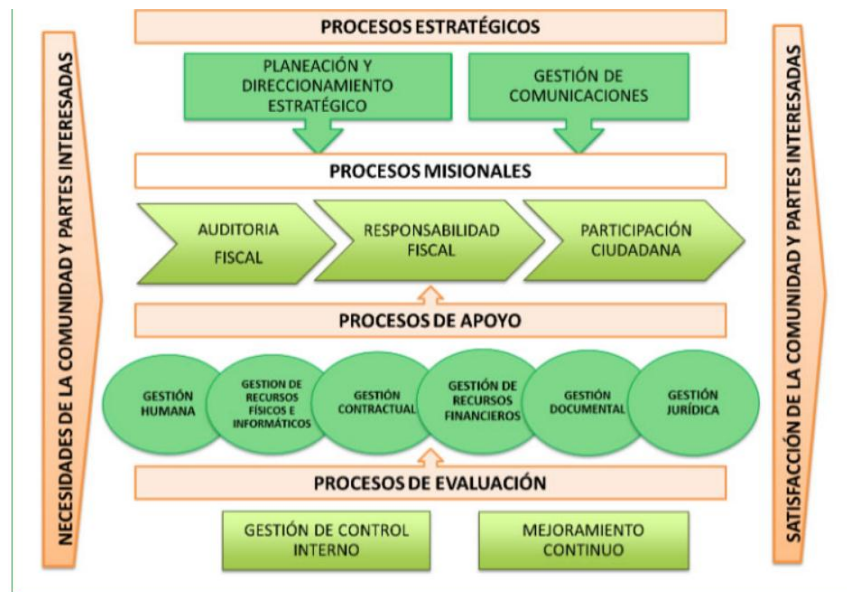 NECESIDADES DE LA COMUNIDAD Y PARTES INTERESADAS
PROCESOS ESTRATÉGICOS
PLANEACIÓN Y
DIRECCIONAMIENTO
ESTRATÉGICO
GESTIÓN DE
COMUNICACIONES
PROCESOS MISIONALES
AUDITORIA
FISCAL
RESPONSABILIDAD
FISCAL
PARTICIPACIÓN
CIUDADANA
PROCESOS DE APOYO
GESTIÓN
HUMANA
GESTION DE
RECURSOS
FÍSICOS E
INFORMÁTICOS
GESTIÓN
CONTRACTUAL
GESTIÓN DE
RECURSOS
FINANCIEROS
GESTIÓN
DOCUMENTAL
GESTIÓN
JURÍDICA
PROCESOS DE EVALUACIÓN
GESTIÓN DE CONTROL
INTERNO
MEJORAMIENTO
CONTINUO
SATISFACCIÓN DE LA COMUNIDAD Y PARTES INTERESADAS